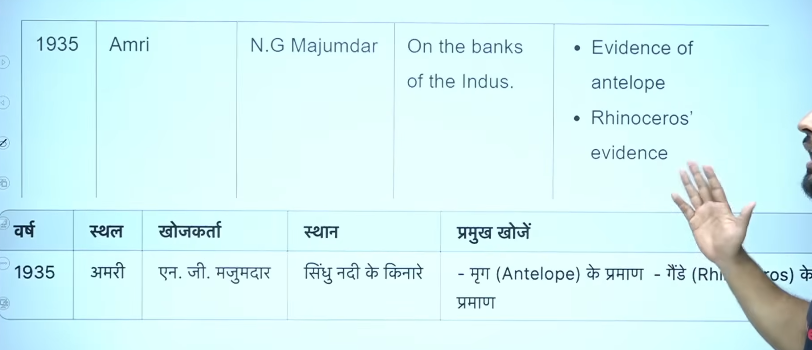 1935 Amri N.G Majumdar On the banks • Evidence of
of the Indus. antelope
• Rhinoceros’
evidence
वर्ष स्थल खोजकर्ता स्थान प्रमुख खोजें
1935 अमरी एन. जी. मजुमदार सिंधु नदी के किनारे - मृग (Antelope) के प्रमाण - गैंडे के
प्रमाण